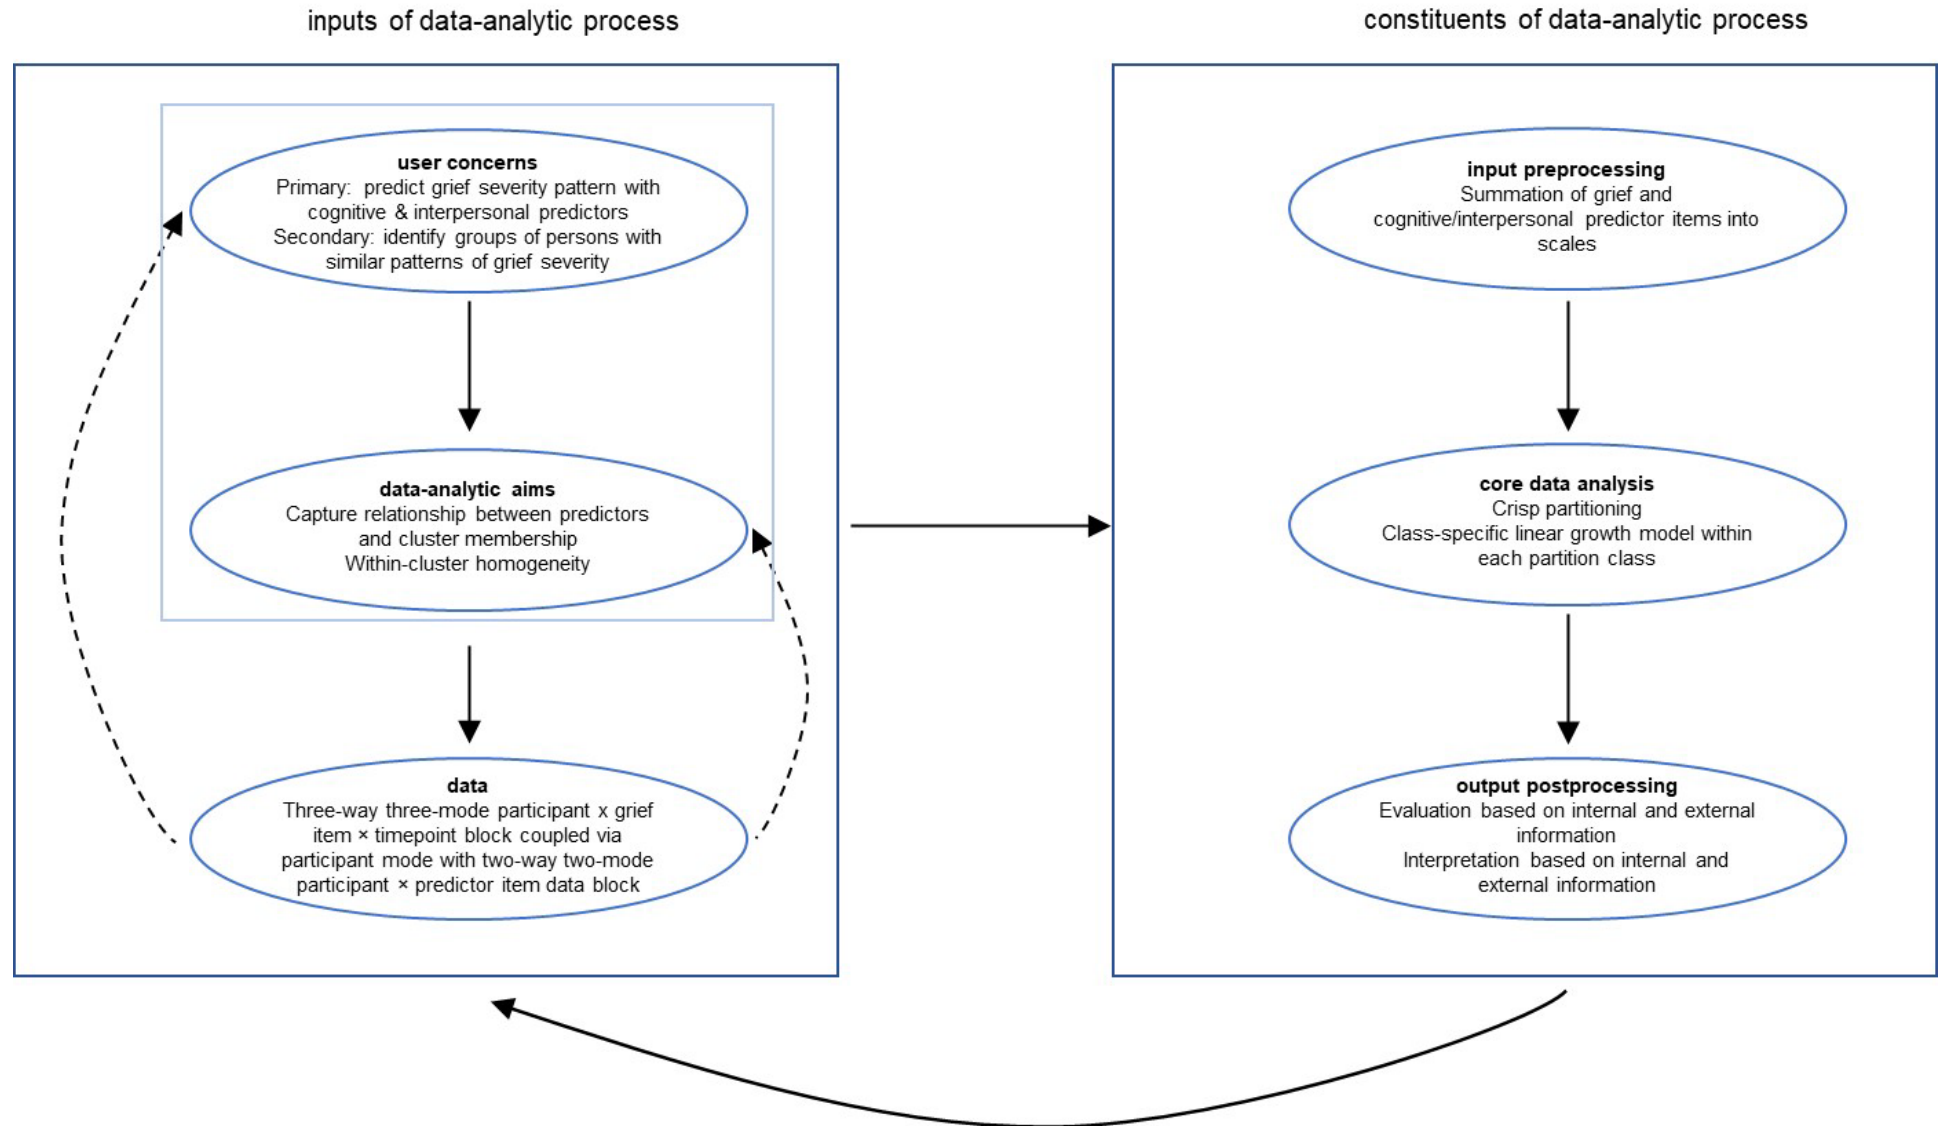 inputs of data-analytic process
constituents of data-analytic process
user concerns
Primary: predict grief severity pattern with
cognitive & interpersonal predictors
Secondary: identify groups of persons with
similar patterns of grief severity
data-analytic aims
Capture relationship between predictors
and cluster membership
Within-cluster homogeneity
data
Three-way three-mode participant x grief
item × timepoint block coupled via
participant mode with two-way two-mode
participant × predictor item data block
input preprocessing
Summation of grief and
cognitive/interpersonal predictor items into
scales
core data analysis
Crisp partitioning
Class-specific linear growth model within
each partition class
output postprocessing
Evaluation based on internal and external
information
Interpretation based on internal and
external information